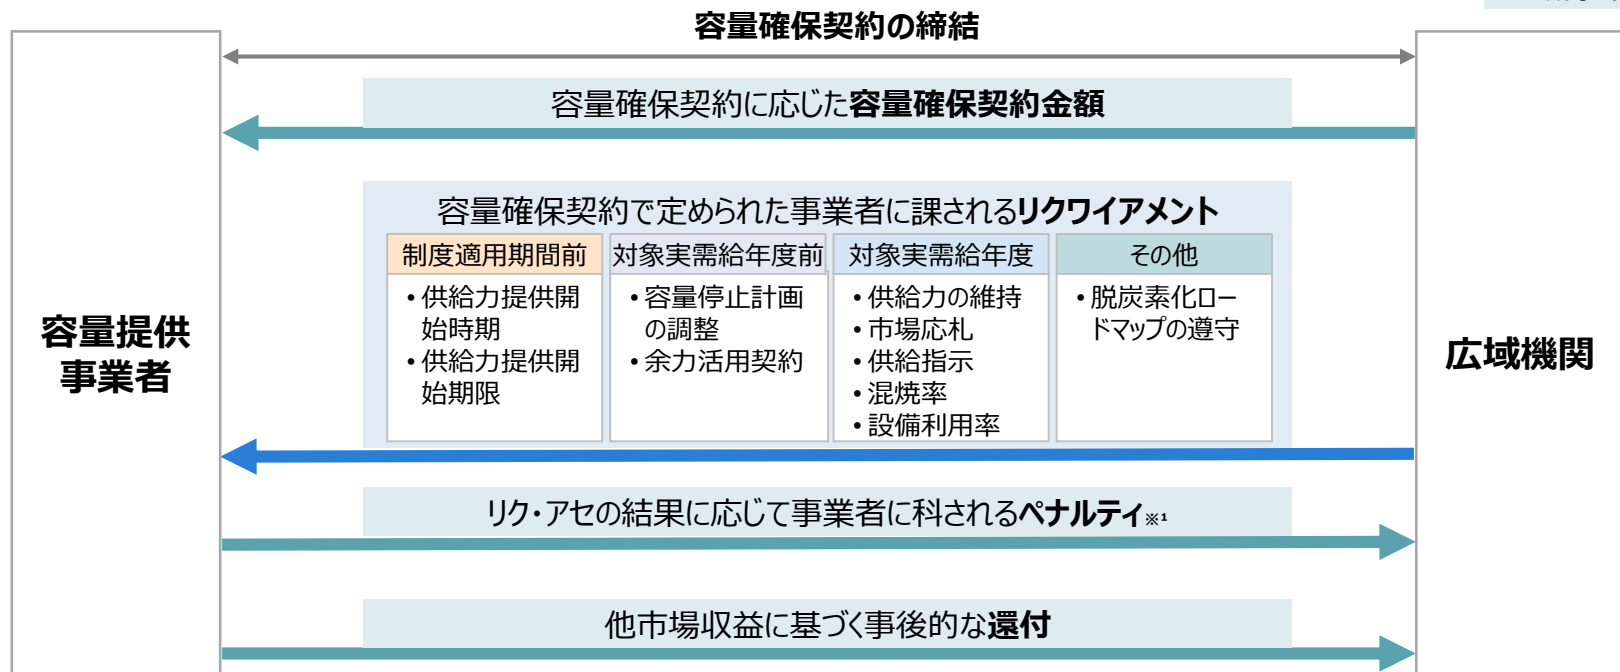 容量確保契約の締結
容量確保契約に応じた容量確保契約金額
容量確保契約で定められた事業者に課されるリクワイアメント
制度適用期間前
・供給力提供開
始時期
・供給力提供開
始期限
対象実需給年度前
・容量停止計画
の調整
・余力活用契約
対象実需給年度
・供給力の維持
・市場応札
・供給指示
・混焼率
・設備利用率
その他
・脱炭素化ロー
ドマップの遵守
容量提供
事業者
広域機関
リク・アセの結果に応じて事業者に科されるペナルティ※1
他市場収益に基づく事後的な還付